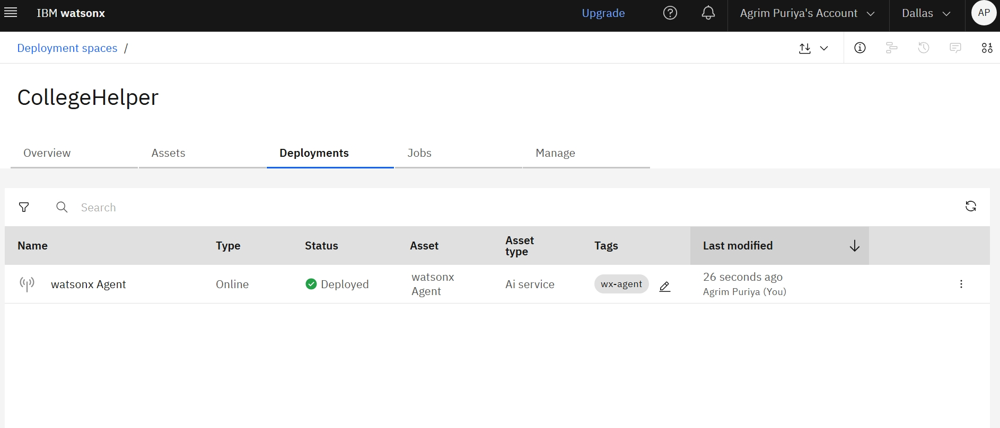 IBM watsonx
Upgrade
Agrim Puriya's Account
Dallas
AP
Deployment spaces /
CollegeHelper
Overview
Assets
Deployments
Jobs
Manage
Search
Name
Type
Status
Asset
Asset
type
Tags
Last modified
watsonx Agent
Online
Deployed
watsonx
Agent
Ai service
wx-agent
26 seconds ago
Agrim Puriya (You)